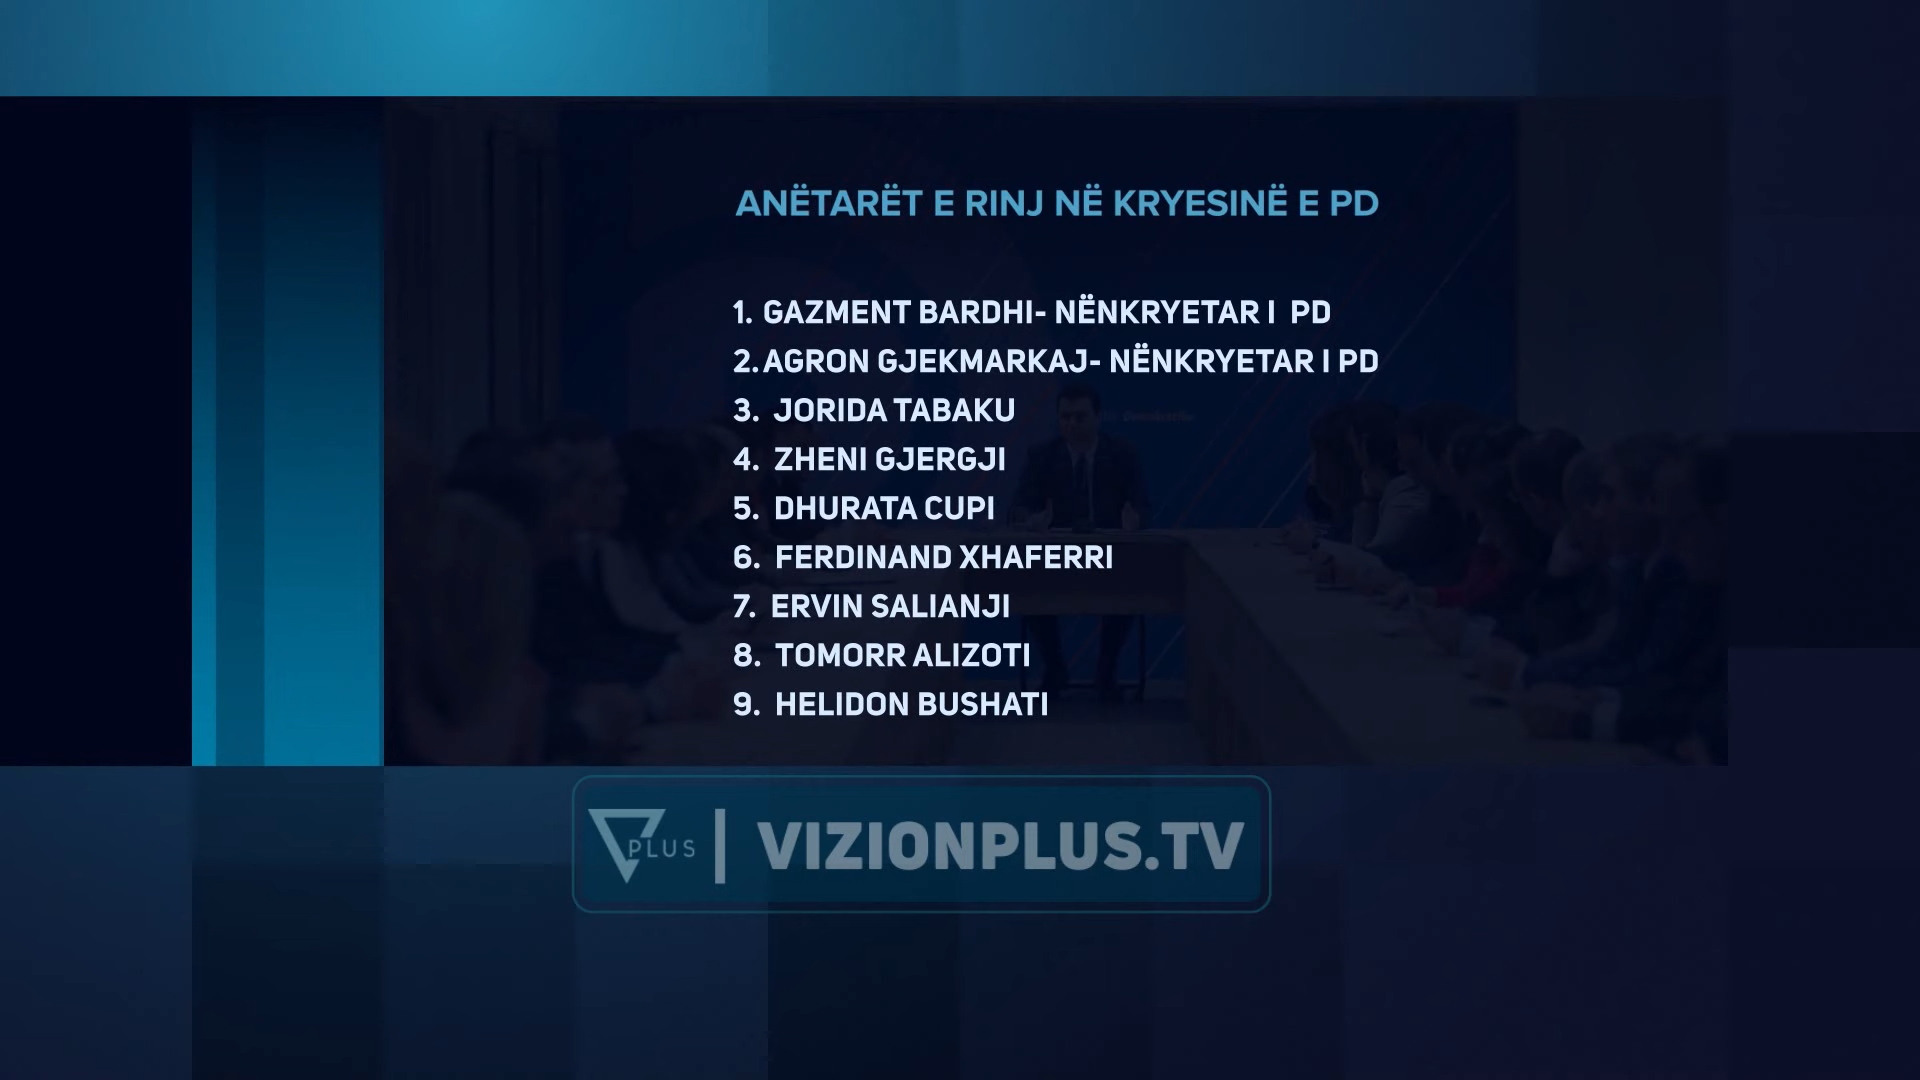 ANËTARËT E RINJ NË KRYESINË E PD
1. GAZMENT BARDHI- NËNKRYETAR I PD
2. AGRON GJEKMARKAJ- NËNKRYETAR I PD
3. JORIDA TABAKU
4. ZHENI GJERGJI
5. DHURATA CUPI
6. FERDINAND XHAFERRI
7. ERVIN SALIANJI
8. TOMORR ALIZOTI
9. HELIDON BUSHATI
PLUS | VIZIONPLUS.TV